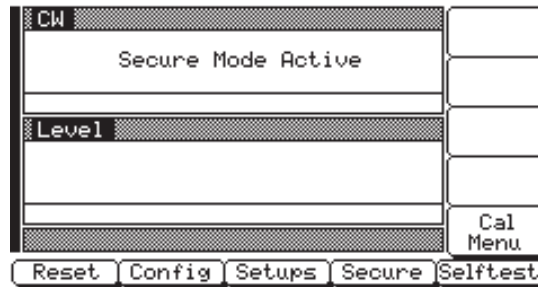 CW
Secure Mode Active
Level
Cal
Menu
Reset Config Setups Secure Selftest